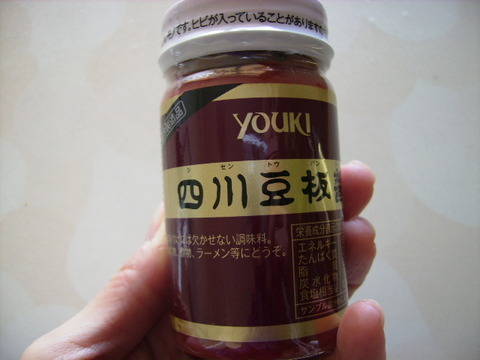 です。ヒビが入っていることがありますが
YOUKI
シ セン トウ バン
四川豆板醤
は欠かせない調味料。
、ラーメン等にどうぞ。
栄養成分表示
エネルギー
たんぱく
脂
炭水化物
食塩相当
サンプル